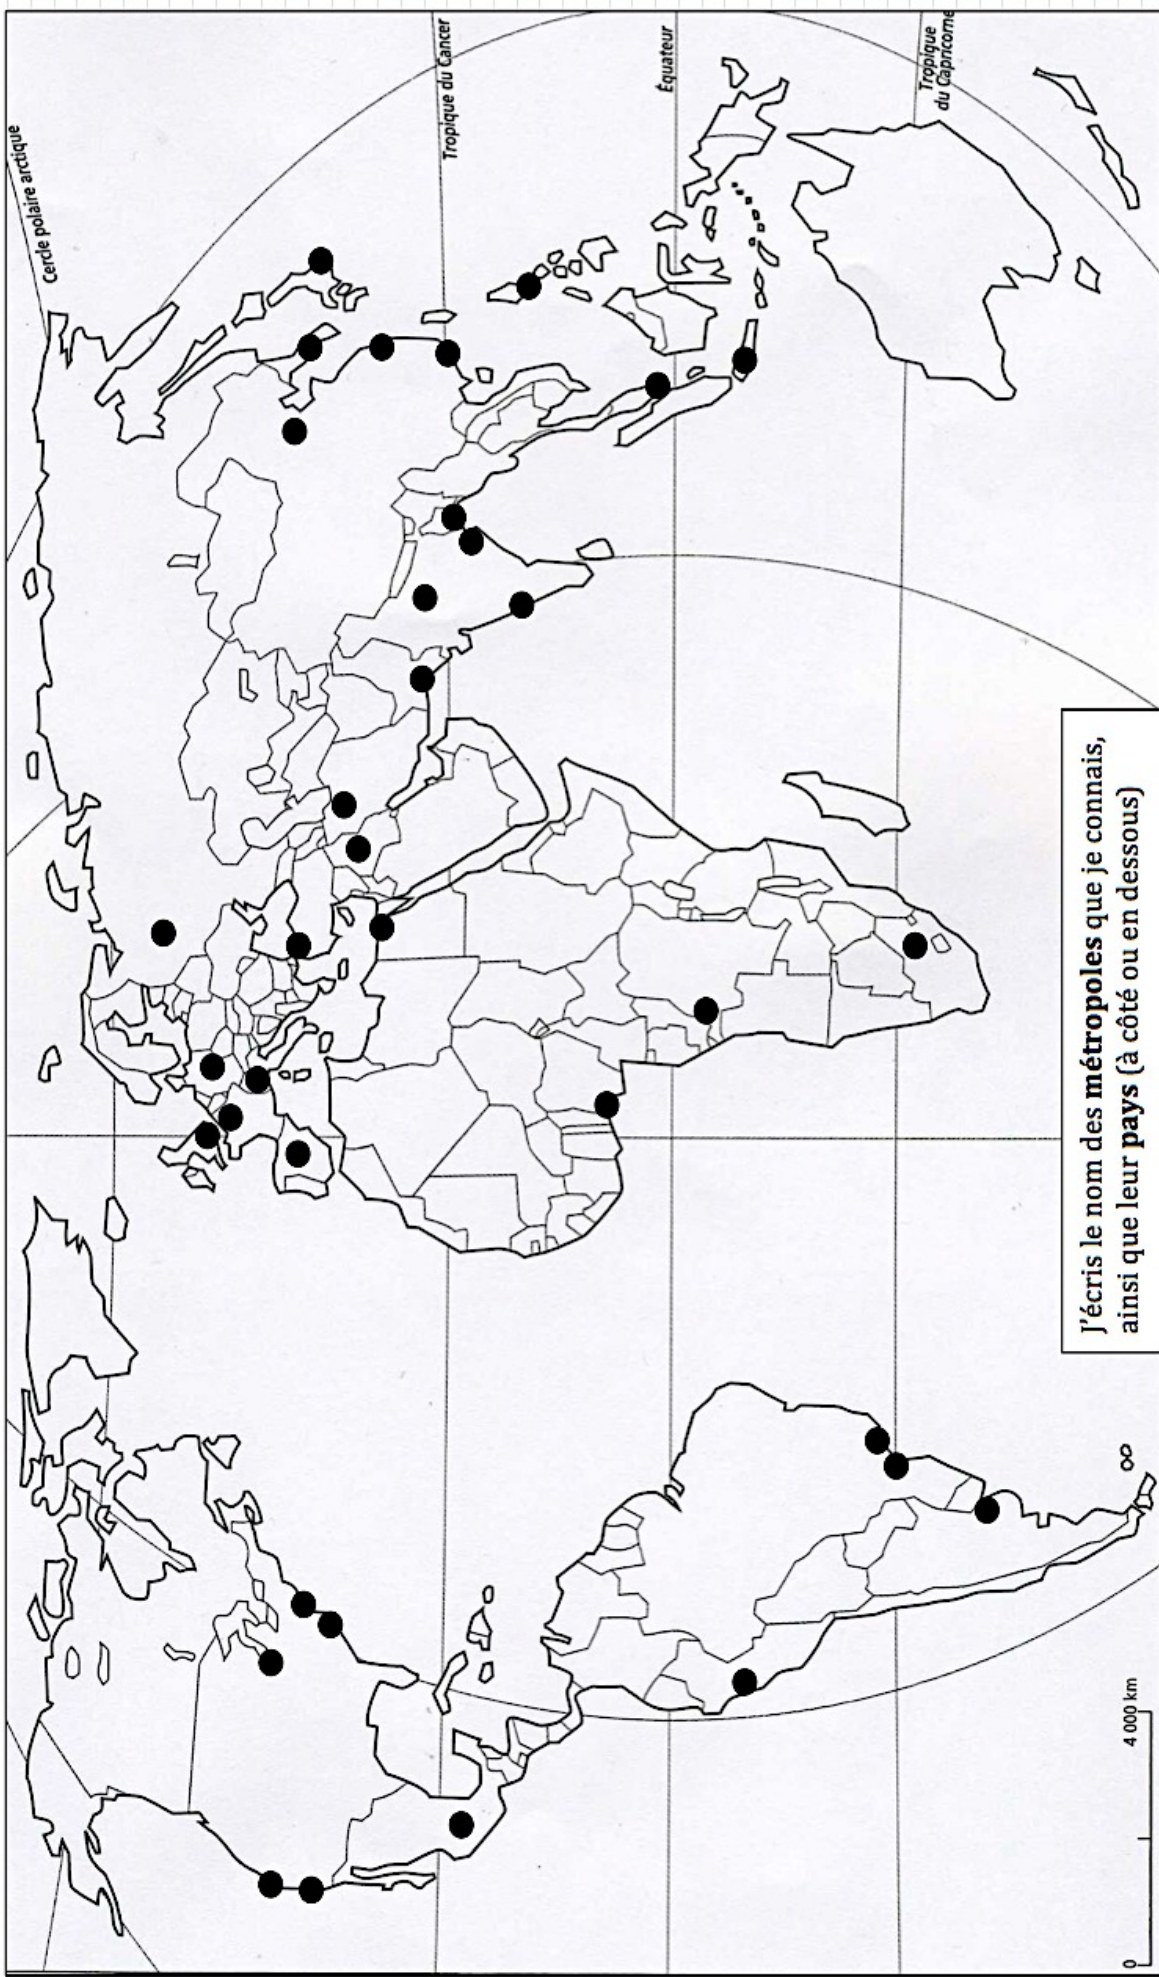 Cercle polaire arctique
Tropique du Cancer
Équateur
Tropique
du Capricorne
J'écris le nom des métropoles que je connais,
ainsi que leur pays (à côté ou en dessous)
0 4 000 km